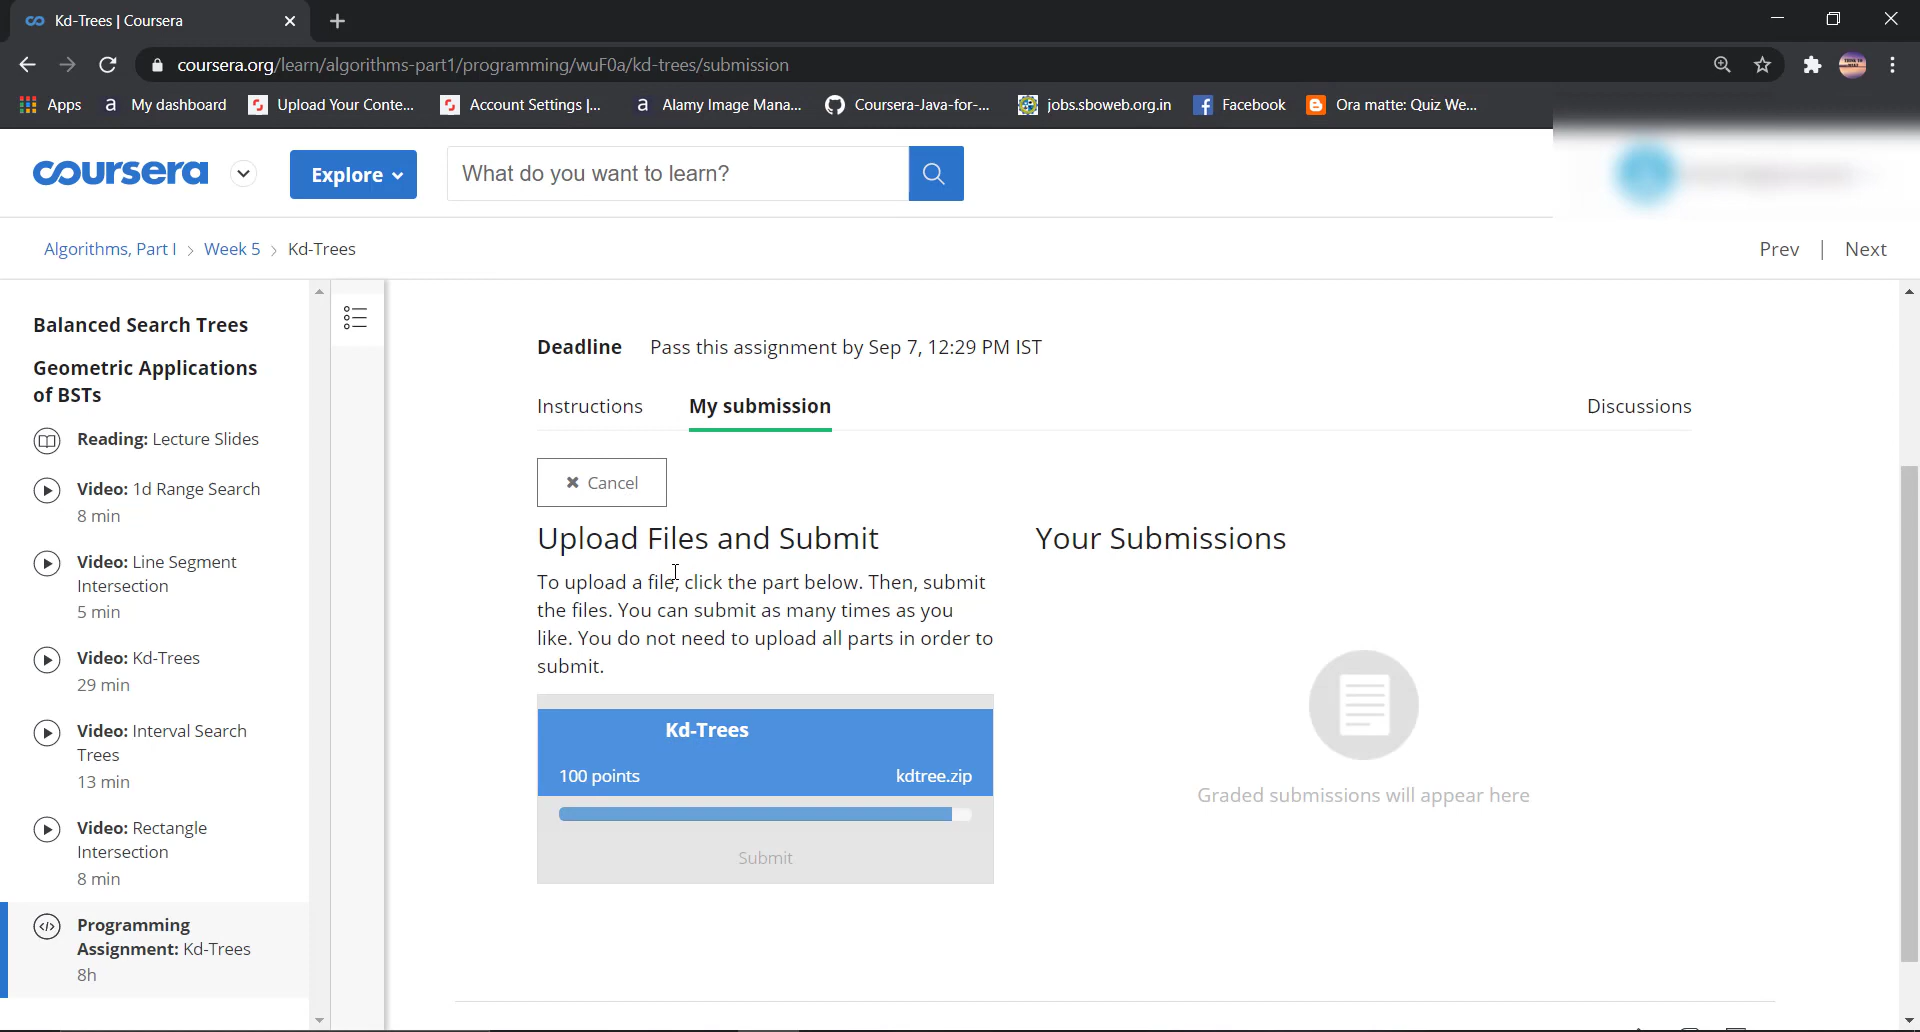 Kd-Trees | Coursera
coursera.org/learn/algorithms-part1/programming/wuF0a/kd-trees/submission
Apps
a My dashboard
Upload Your Conte...
Account Settings |...
a Alamy Image Mana...
Coursera-Java-for-...
jobs.sboweb.org.in
Facebook
Ora matte: Quiz We...
coursera
Explore
What do you want to learn?
Algorithms, Part I > Week 5 > Kd-Trees
Prev | Next
Balanced Search Trees
Geometric Applications
of BSTs
Reading: Lecture Slides
Video: 1d Range Search
8 min
Video: Line Segment
Intersection
5 min
Video: Kd-Trees
29 min
Video: Interval Search
Trees
13 min
Video: Rectangle
Intersection
8 min
Programming
Assignment: Kd-Trees
8h
Deadline Pass this assignment by Sep 7, 12:29 PM IST
Instructions
My submission
Discussions
Cancel
Upload Files and Submit
To upload a file, click the part below. Then, submit
the files. You can submit as many times as you
like. You do not need to upload all parts in order to
submit.
Kd-Trees
100 points
kdtree.zip
Submit
Your Submissions
Graded submissions will appear here